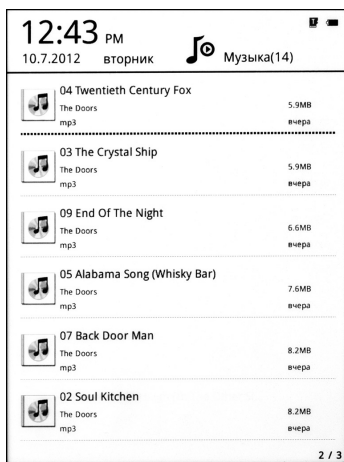 12:43 PM
10.7.2012 вторник
Музыка(14)
04 Twentieth Century Fox
The Doors 5.9MB
mp3 вчера
03 The Crystal Ship
The Doors 5.9MB
mp3 вчера
09 End Of The Night
The Doors 6.6MB
mp3 вчера
05 Alabama Song (Whisky Bar)
The Doors 7.6MB
mp3 вчера
07 Back Door Man
The Doors 8.2MB
mp3 вчера
02 Soul Kitchen
The Doors 8.2MB
mp3 вчера
2 / 3